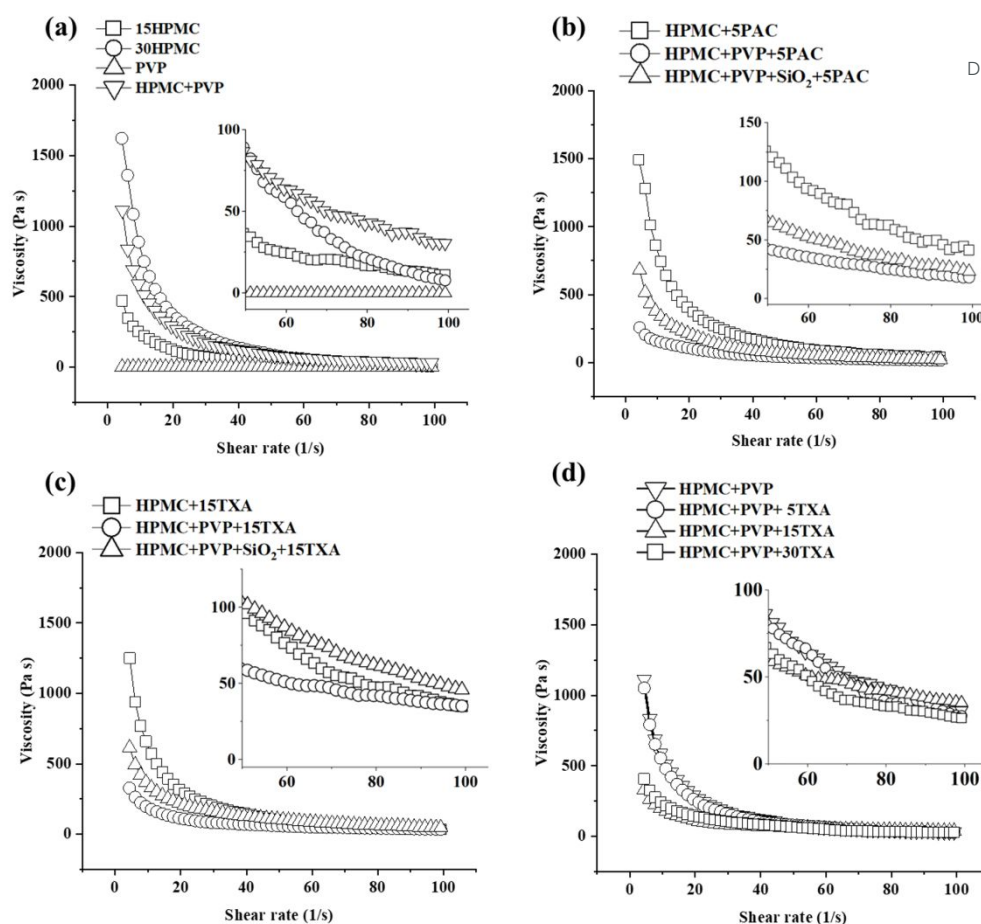 (a)
15HPMC
30HPMC
PVP
HPMC+PVP
2000
1500
1000
500
0
Viscosity (Pa s)
0 20 40 60 80 100
Shear rate (1/s)
100
50
0
60 80 100
(b)
HPMC+5PAC
HPMC+PVP+5PAC
HPMC+PVP+SiO₂+5PAC
D
2000
1500
1000
500
0
Viscosity (Pa s)
0 20 40 60 80 100
Shear rate (1/s)
150
100
50
0
60 80 100
(c)
HPMC+15TXA
HPMC+PVP+15TXA
HPMC+PVP+SiO₂+15TXA
2000
1500
1000
500
0
Viscosity (Pa s)
0 20 40 60 80 100
Shear rate (1/s)
100
50
0
60 80 100
(d)
HPMC+PVP
HPMC+PVP+ 5TXA
HPMC+PVP+15TXA
HPMC+PVP+30TXA
2000
1500
1000
500
0
Viscosity (Pa s)
0 20 40 60 80 100
Shear rate (1/s)
100
50
0
60 80 100